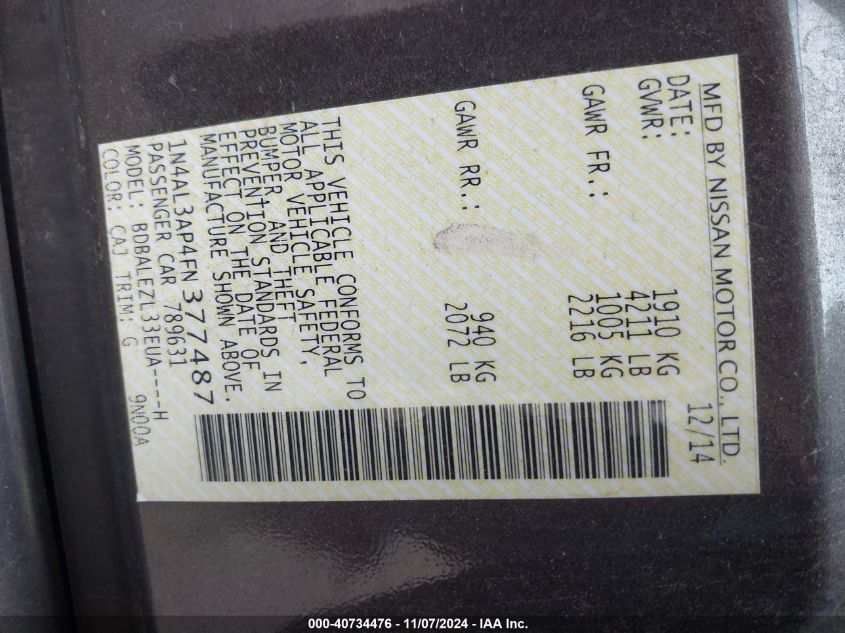 MFD BY NISSAN MOTOR CO., LTD.
DATE: 12/14
GVWR: 1910 KG
4211 LB
GAWR FR.: 1005 KG
2216 LB
GAWR RR.: 940 KG
2072 LB
THIS VEHICLE CONFORMS TO
ALL APPLICABLE FEDERAL
MOTOR VEHICLE SAFETY,
BUMPER, AND THEFT
PREVENTION STANDARDS IN
EFFECT ON THE DATE OF
MANUFACTURE SHOWN ABOVE.
1N4AL3AP4FN377487
PASSENGER CAR 789631
MODEL: BDBALEZL33EUA----H
COLOR: CAJ TRIM: G 9N00A
000-40734476 - 11/07/2024 - IAA Inc.